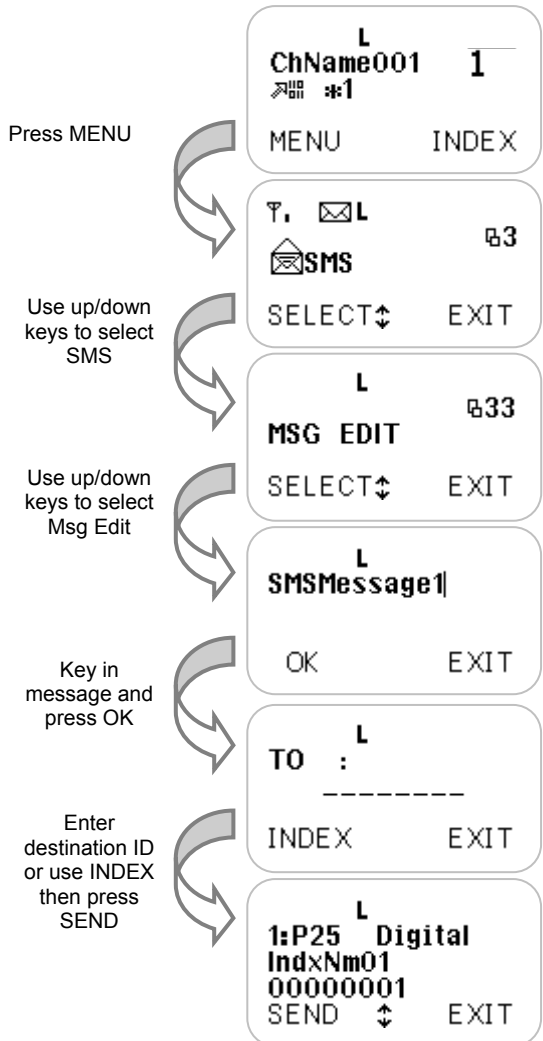 L
ChName001 1
*1
MENU INDEX
Press MENU
L
3
SMS
SELECT EXIT
Use up/down
keys to select
SMS
L
33
MSG EDIT
SELECT EXIT
Use up/down
keys to select
Msg Edit
L
SMSMessage1
OK EXIT
Key in
message and
press OK
L
TO :
--------
INDEX EXIT
Enter
destination ID
or use INDEX
then press
SEND
L
1:P25 Digital
IndxNm01
00000001
SEND EXIT